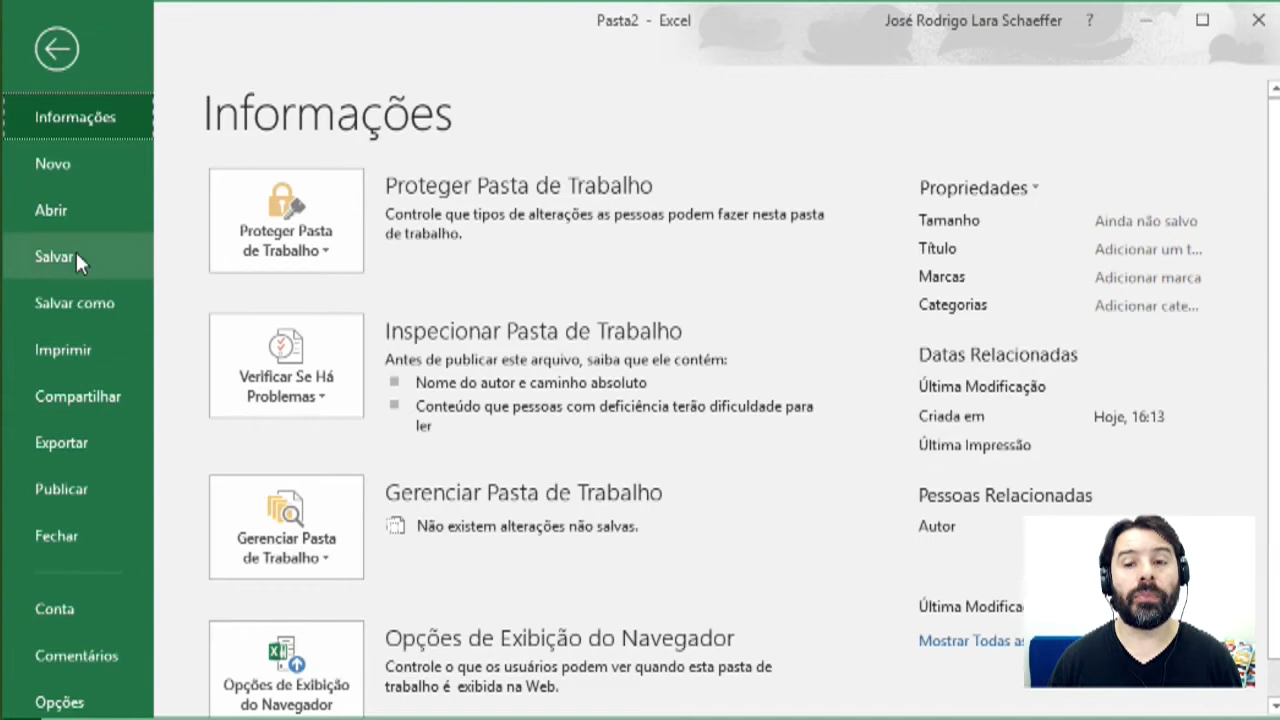 Pasta2 - Excel
José Rodrigo Lara Schaeffer
?
Informações
Novo
Abrir
Salvar
Salvar como
Imprimir
Compartilhar
Exportar
Publicar
Fechar
Conta
Comentários
Opções
Informações
Proteger Pasta
de Trabalho
Proteger Pasta de Trabalho
Controle que tipos de alterações as pessoas podem fazer nesta pasta
de trabalho.
Verificar Se Há
Problemas
Inspecionar Pasta de Trabalho
Antes de publicar este arquivo, saiba que ele contém:
Nome do autor e caminho absoluto
Conteúdo que pessoas com deficiência terão dificuldade para
ler
Gerenciar Pasta
de Trabalho
Gerenciar Pasta de Trabalho
Não existem alterações não salvas.
Opções de Exibição
do Navegador
Opções de Exibição do Navegador
Controle o que os usuários podem ver quando esta pasta de
trabalho é exibida na Web.
Propriedades
Tamanho Ainda não salvo
Título Adicionar um t...
Marcas Adicionar marca
Categorias Adicionar cate...
Datas Relacionadas
Última Modificação
Criada em Hoje, 16:13
Última Impressão
Pessoas Relacionadas
Autor
Última Modifica
Mostrar Todas as